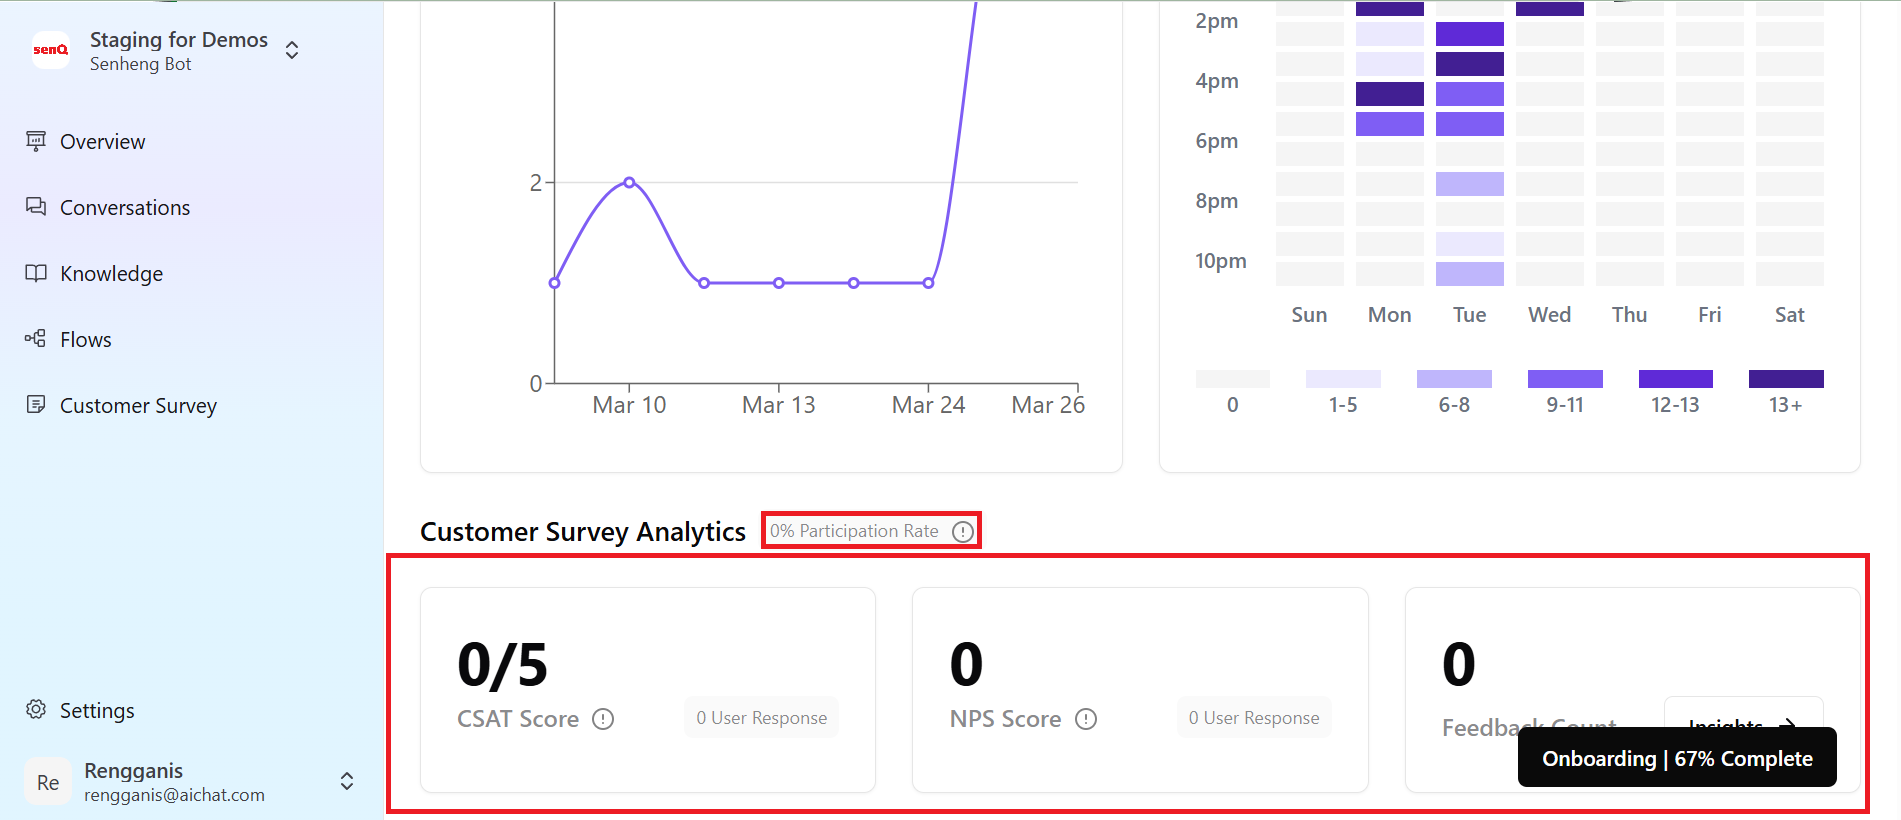 senQ
Staging for Demos
Senheng Bot
Overview
Conversations
Knowledge
Flows
Customer Survey
Settings
Re
Rengganis
rengganis@aichat.com
2
0
Mar 10
Mar 13
Mar 24
Mar 26
2pm
4pm
6pm
8pm
10pm
Sun Mon Tue Wed Thu Fri Sat
0 1-5 6-8 9-11 12-13 13+
Customer Survey Analytics
0% Participation Rate
0/5
CSAT Score
0 User Response
0
NPS Score
0 User Response
0
Feedback Count
Insights
Onboarding | 67% Complete